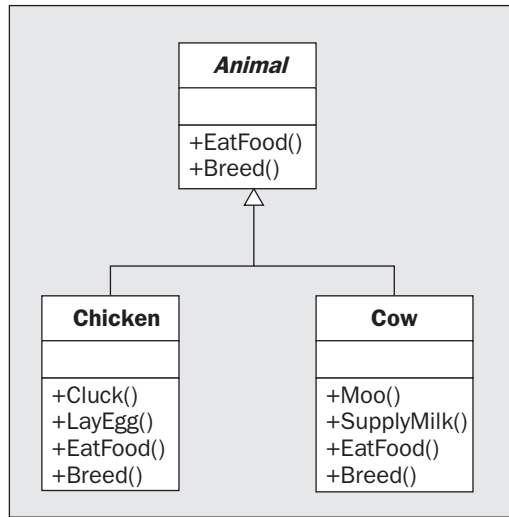 Animal
+EatFood()
+Breed()
Chicken
+Cluck()
+LayEgg()
+EatFood()
+Breed()
Cow
+Moo()
+SupplyMilk()
+EatFood()
+Breed()